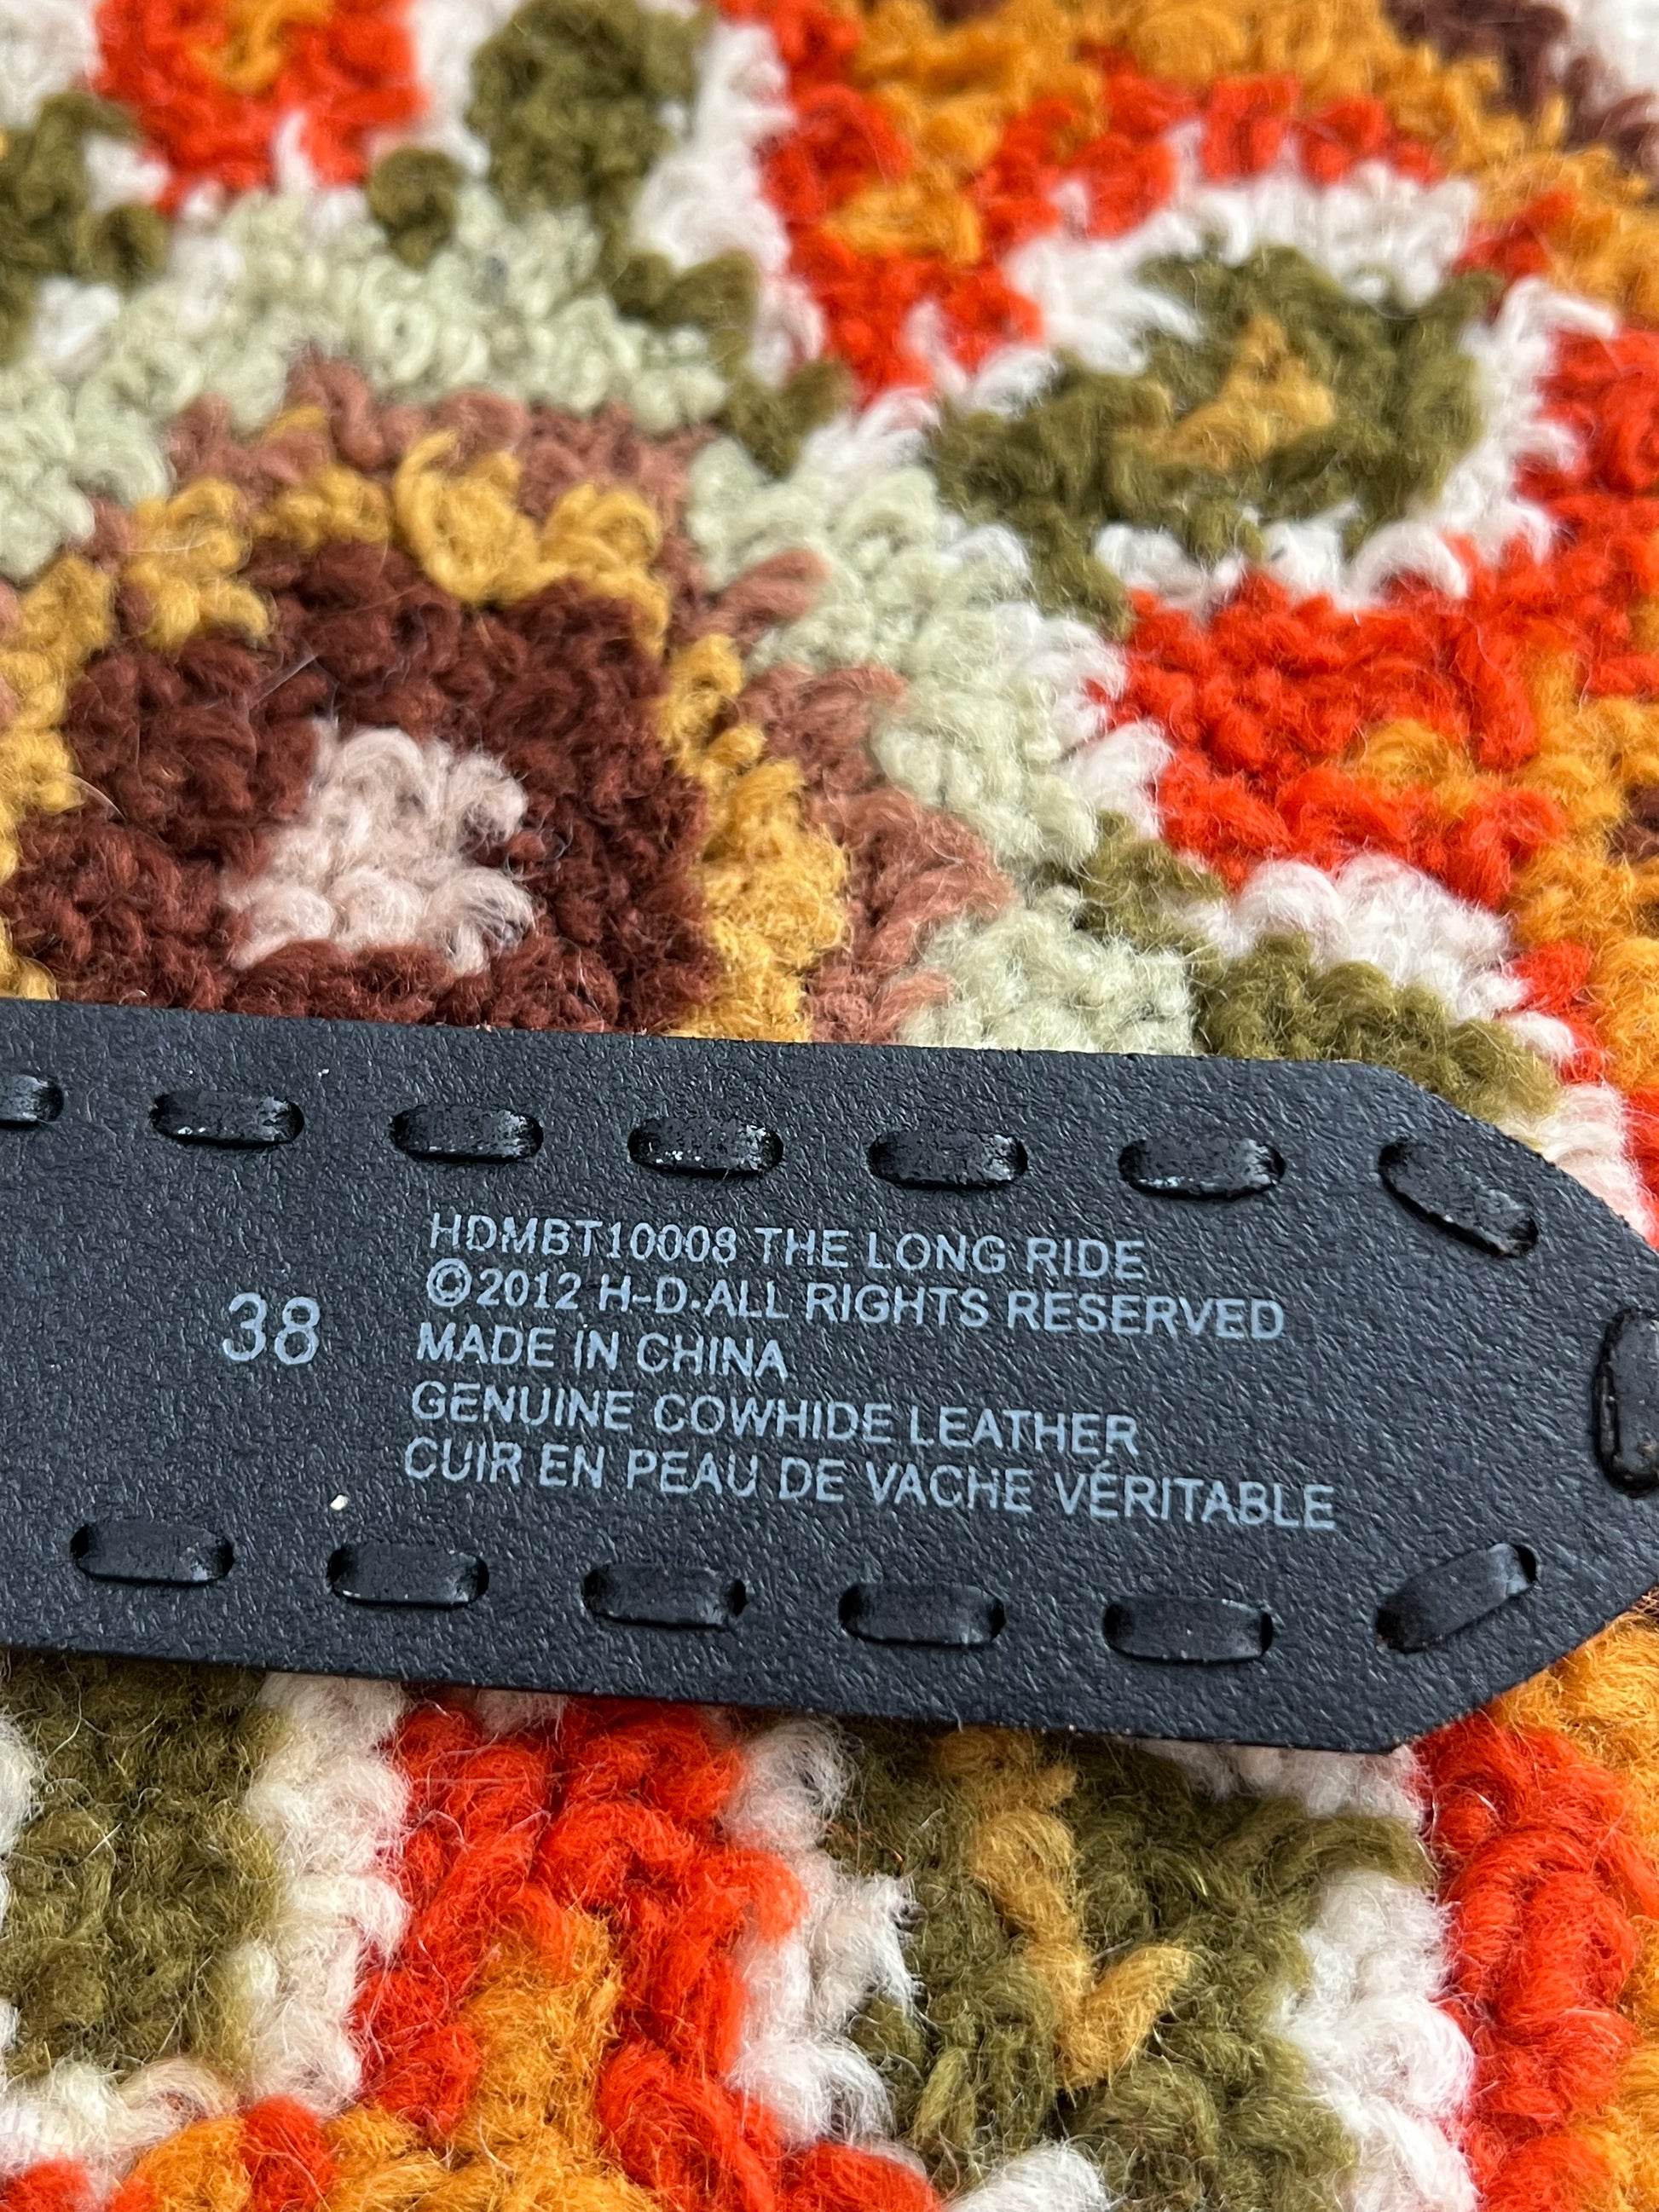 38
HDMBT10008 THE LONG RIDE
©2012 H-D.ALL RIGHTS RESERVED
MADE IN CHINA
GENUINE COWHIDE LEATHER
CUIR EN PEAU DE VACHE VÉRITABLE